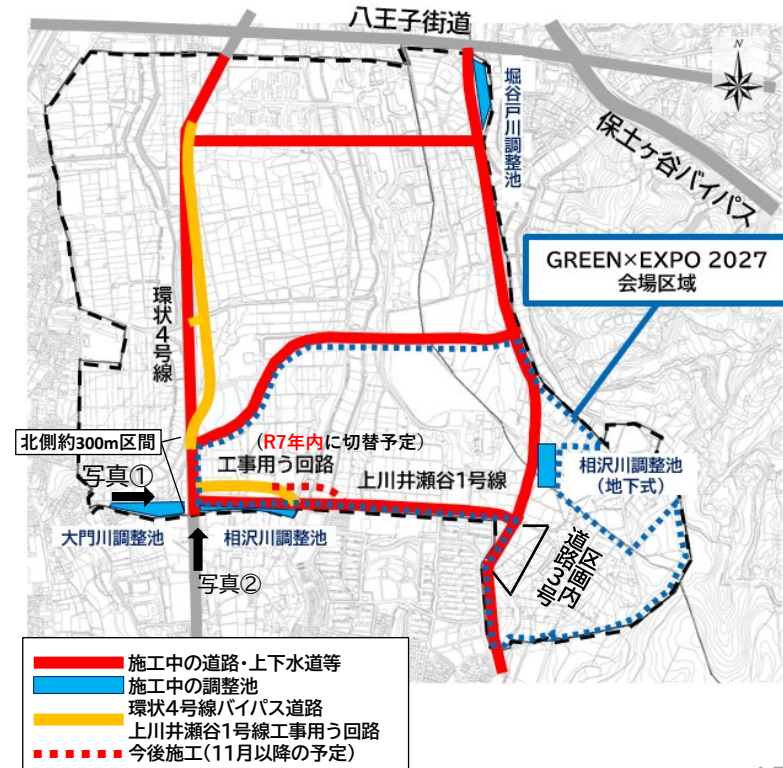 八王子街道
N
堀谷戸川調整池
保土ヶ谷バイパス
GREEN×EXPO 2027
会場区域
環状4号線
北側約300m区間
(R7年内に切替予定)
工事用う回路
上川井瀬谷1号線
相沢川調整池
(地下式)
写真①
大門川調整池
相沢川調整池
写真②
区画内
道路3号
施工中の道路・上下水道等
施工中の調整池
環状4号線バイパス道路
上川井瀬谷1号線工事用う回路
今後施工(11月以降の予定)